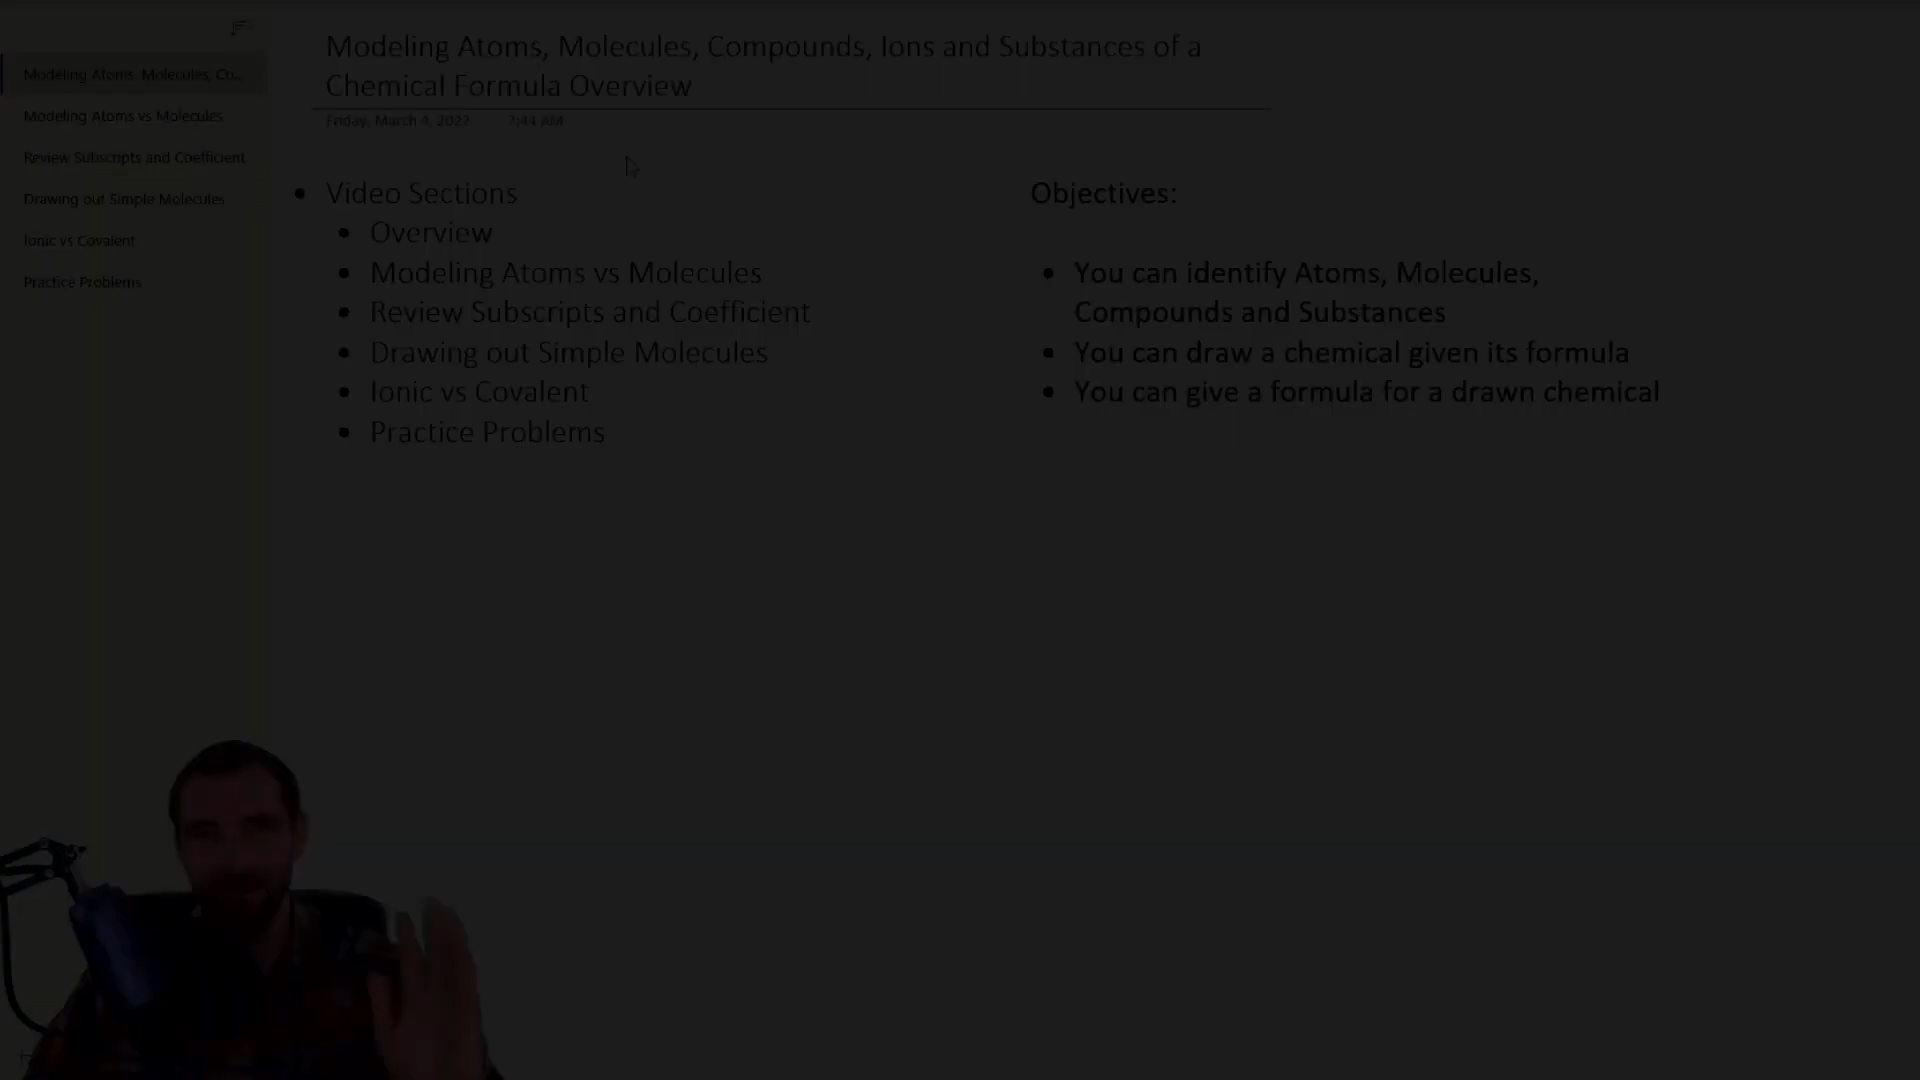 Modeling Atoms, Molecules, Co...
Modeling Atoms vs Molecules
Review Subscripts and Coefficient
Drawing out Simple Molecules
Ionic vs Covalent
Practice Problems
Modeling Atoms, Molecules, Compounds, Ions and Substances of a
Chemical Formula Overview
Friday, March 4, 2022 7:44 AM
• Video Sections
• Overview
• Modeling Atoms vs Molecules
• Review Subscripts and Coefficient
• Drawing out Simple Molecules
• Ionic vs Covalent
• Practice Problems
Objectives:
• You can identify Atoms, Molecules,
Compounds and Substances
• You can draw a chemical given its formula
• You can give a formula for a drawn chemical